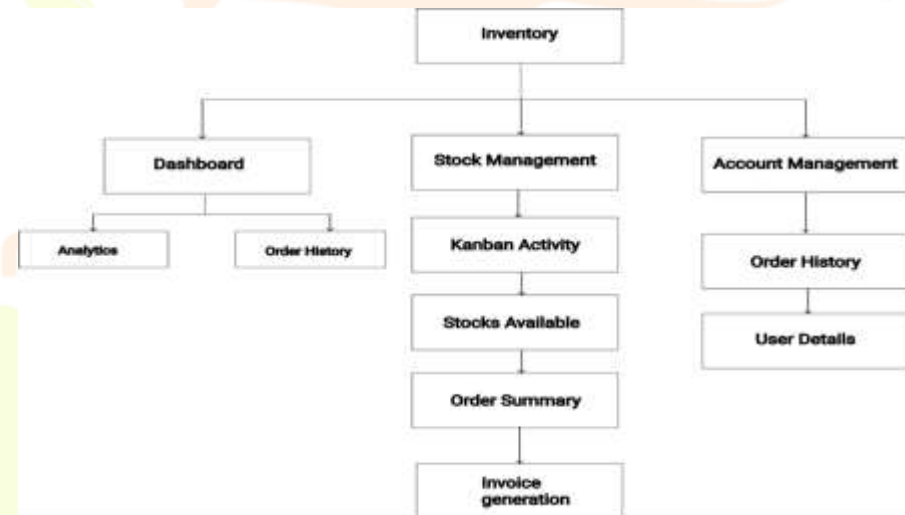 Inventory
Dashboard
Stock Management
Account Management
Analytics
Order History
Kanban Activity
Order History
Stocks Available
User Details
Order Summary
Invoice
generation